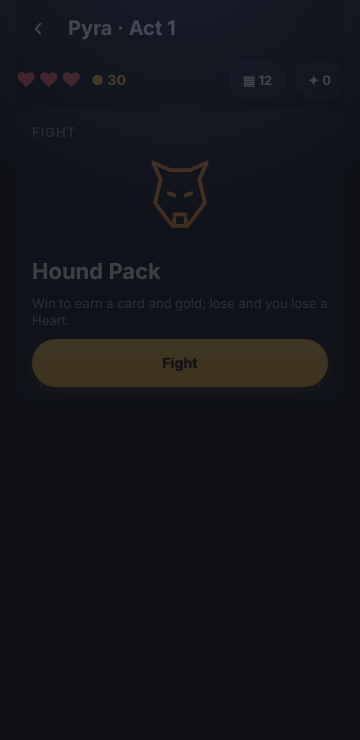 Pyra · Act 1
30
12
0
FIGHT
Hound Pack
Win to earn a card and gold; lose and you lose a
Heart.
Fight